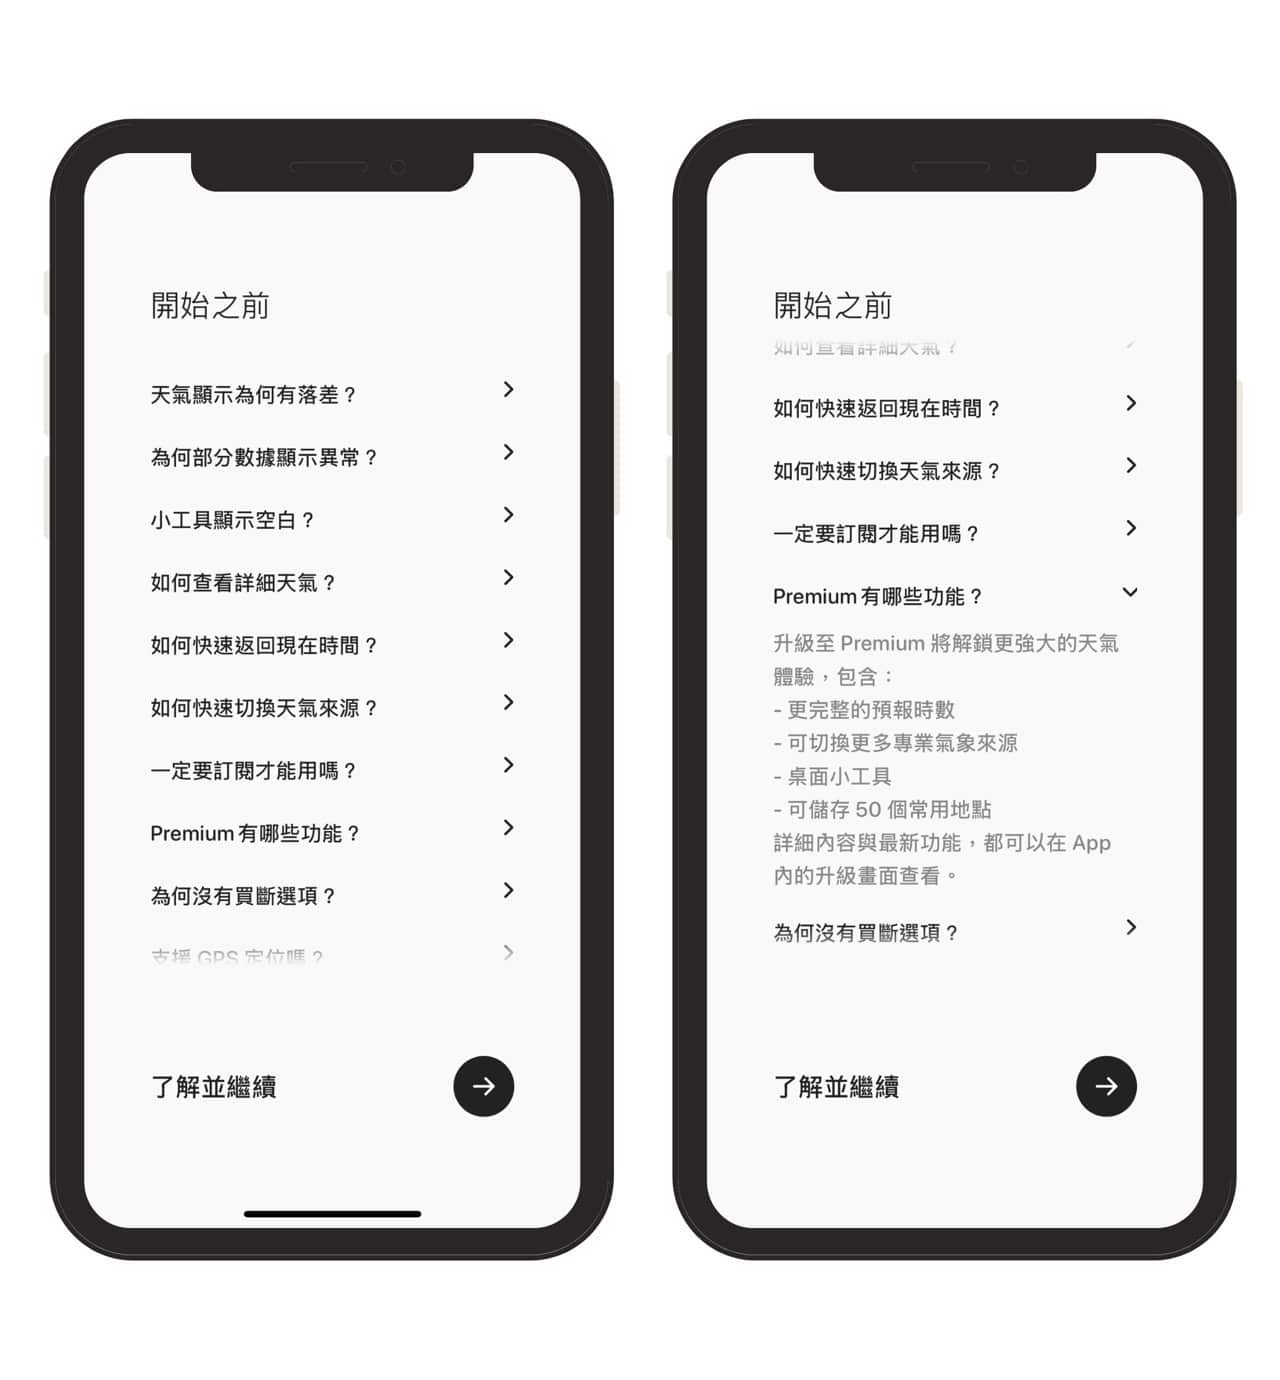 開始之前
天氣顯示為何有落差？
為何部分數據顯示異常？
小工具顯示空白？
如何查看詳細天氣？
如何快速返回現在時間？
如何快速切換天氣來源？
一定要訂閱才能用嗎？
Premium 有哪些功能？
為何沒有買斷選項？
支援 GPS 定位嗎？
了解並繼續
開始之前
如何查看詳細天氣？
如何快速返回現在時間？
如何快速切換天氣來源？
一定要訂閱才能用嗎？
Premium 有哪些功能？
升級至 Premium 將解鎖更強大的天氣
體驗，包含：
- 更完整的預報時數
- 可切換更多專業氣象來源
- 桌面小工具
- 可儲存 50 個常用地點
詳細內容與最新功能，都可以在 App
內的升級畫面查看。
為何沒有買斷選項？
了解並繼續